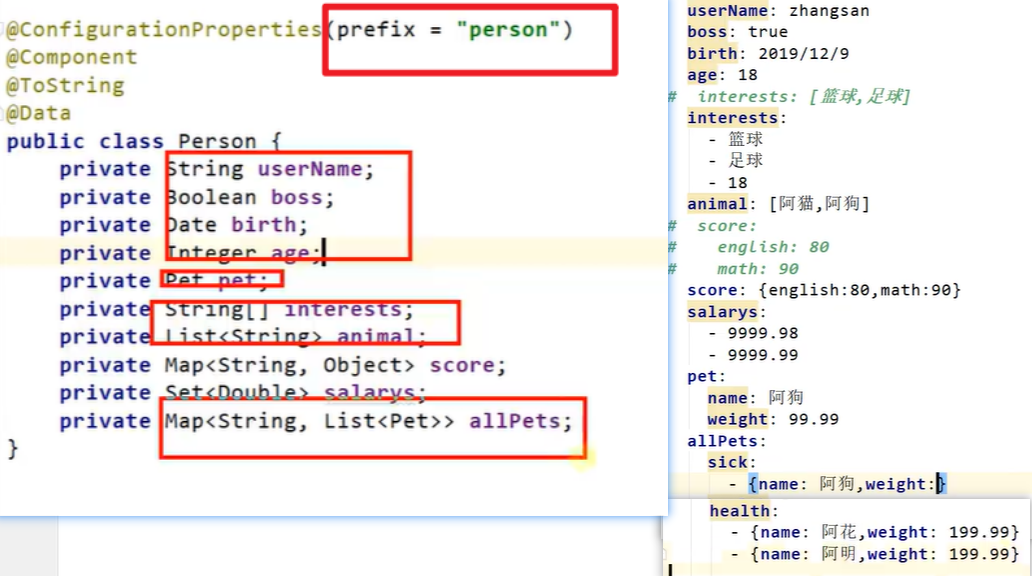 @ConfigurationProperties(prefix = "person")
@Component
@ToString
@Data
public class Person {
private String userName;
private Boolean boss;
private Date birth;
private Integer age;
private Pet pet;
private String[] interests;
private List<String> animal;
private Map<String, Object> score;
private Set<Double> salarys;
private Map<String, List<Pet>> allPets;
}
userName: zhangsan
boss: true
birth: 2019/12/9
age: 18
# interests: [篮球,足球]
interests:
- 篮球
- 足球
- 18
animal: [阿猫,阿狗]
# score:
# english: 80
# math: 90
score: {english:80,math:90}
salarys:
- 9999.98
- 9999.99
pet:
name: 阿狗
weight: 99.99
allPets:
sick:
- {name: 阿狗,weight:}
health:
- {name: 阿花,weight: 199.99}
- {name: 阿明,weight: 199.99}